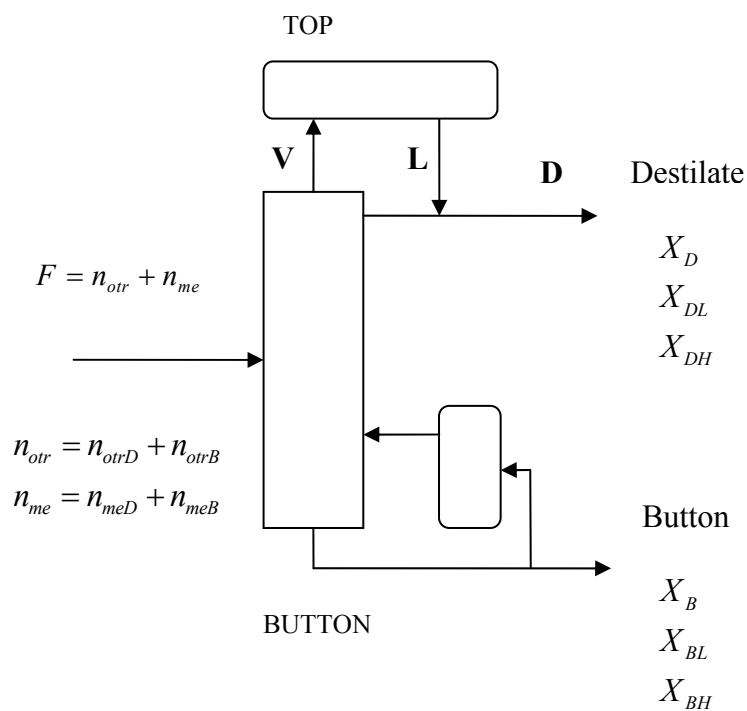 TOP
V L D Destilate
X_D
F = n_otr + n_me
X_DL
X_DH
n_otr = n_otrD + n_otrB
n_me = n_meD + n_meB
Button
X_B
BUTTON
X_BL
X_BH